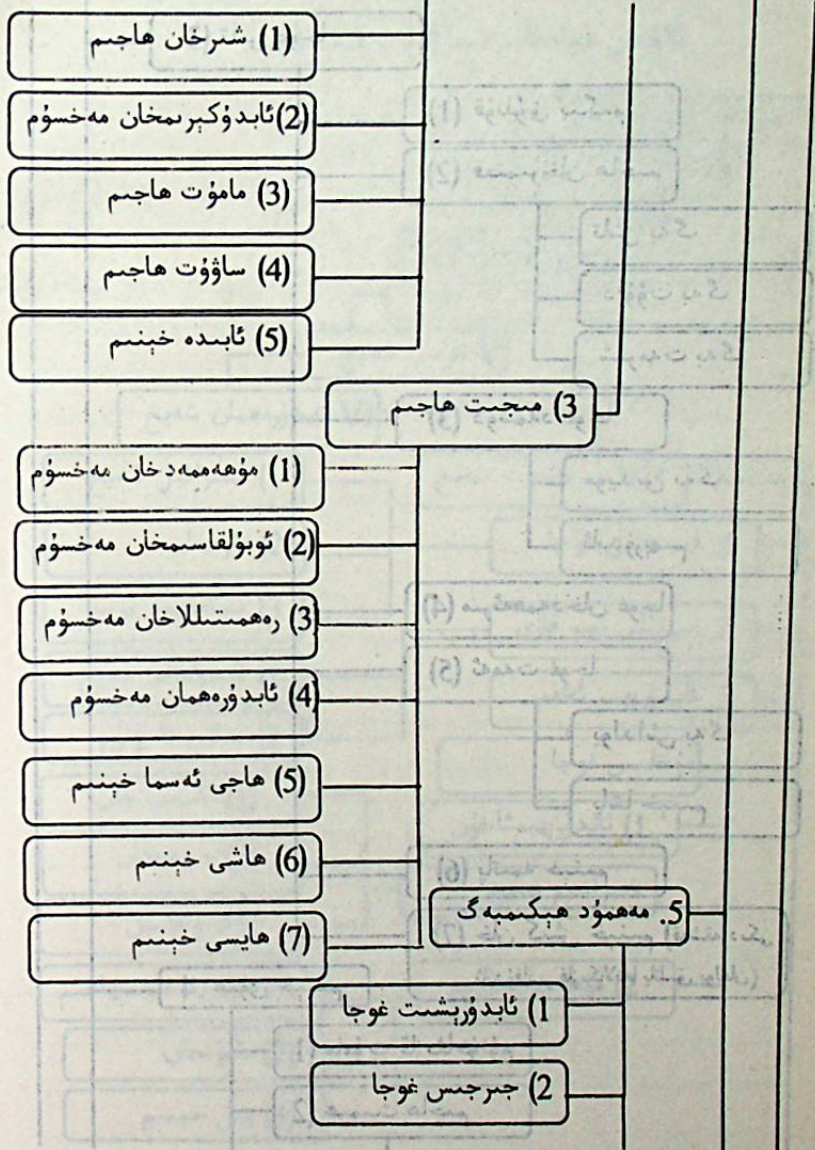 (1) شىرخان ھاجىم
(2) ئابدۇكېرىمخان مەخسۇم
(3) مامۇت ھاجىم
(4) ساۋۇت ھاجىم
(5) ئابىدە خېنىم
3) مىجىت ھاجىم
(1) مۇھەممەدخان مەخسۇم
(2) ئوبۇلقاسىمخان مەخسۇم
(3) رەھمىتىللاخان مەخسۇم
(4) ئابدۇرەھمان مەخسۇم
(5) ھاجى ئەسما خېنىم
(6) ھاشى خېنىم
5. مەھمۇد ھېكىمبەگ
(7) ھايسى خېنىم
1) ئابدۇرېشىت غوجا
2) جىرجىس غوجا